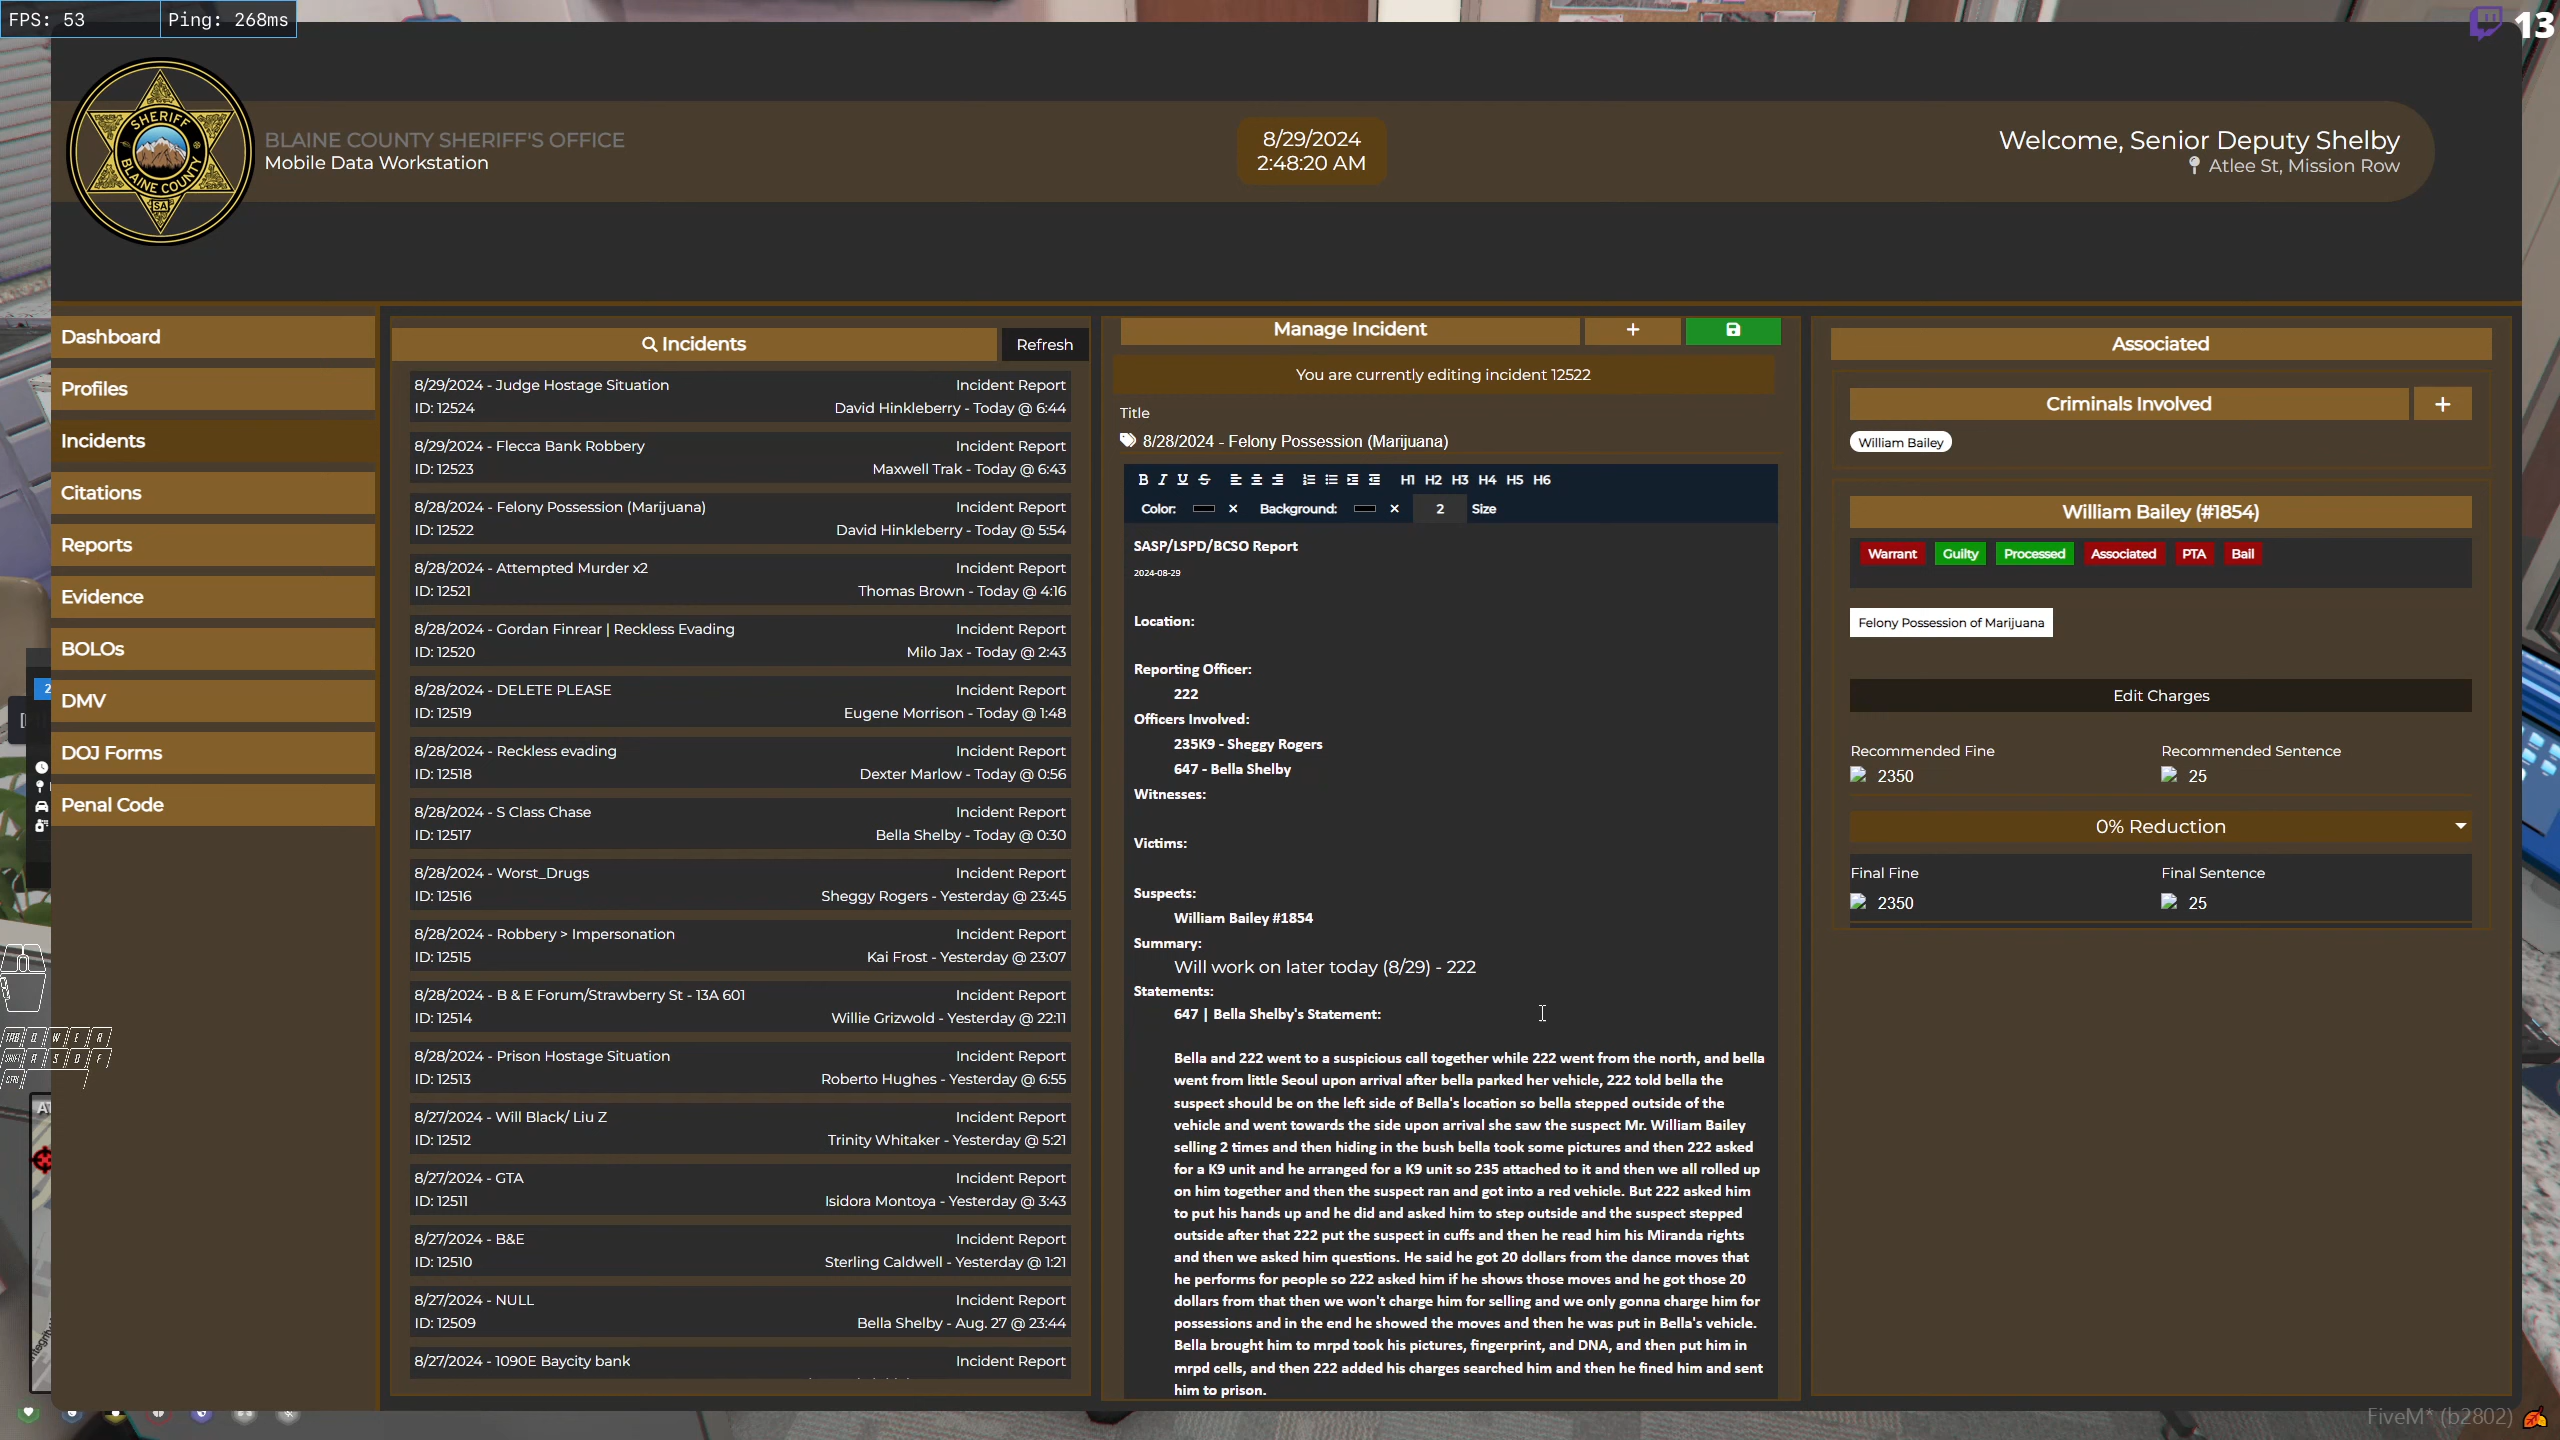 FPS: 53
Ping: 268ms
13
SHERIFF
BLAINE COUNTY
SA
BLAINE COUNTY SHERIFF'S OFFICE
Mobile Data Workstation
8/29/2024
2:48:20 AM
Welcome, Senior Deputy Shelby
Atlee St, Mission Row
Dashboard
Profiles
Incidents
Citations
Reports
Evidence
BOLOs
DMV
DOJ Forms
Penal Code
Incidents
Refresh
8/29/2024 - Judge Hostage Situation Incident Report
ID: 12524 David Hinkleberry - Today @ 6:44
8/29/2024 - Flecca Bank Robbery Incident Report
ID: 12523 Maxwell Trak - Today @ 6:43
8/28/2024 - Felony Possession (Marijuana) Incident Report
ID: 12522 David Hinkleberry - Today @ 5:54
8/28/2024 - Attempted Murder x2 Incident Report
ID: 12521 Thomas Brown - Today @ 4:16
8/28/2024 - Gordan Finrear | Reckless Evading Incident Report
ID: 12520 Milo Jax - Today @ 2:43
8/28/2024 - DELETE PLEASE Incident Report
ID: 12519 Eugene Morrison - Today @ 1:48
8/28/2024 - Reckless evading Incident Report
ID: 12518 Dexter Marlow - Today @ 0:56
8/28/2024 - S Class Chase Incident Report
ID: 12517 Bella Shelby - Today @ 0:30
8/28/2024 - Worst_Drugs Incident Report
ID: 12516 Sheggy Rogers - Yesterday @ 23:45
8/28/2024 - Robbery > Impersonation Incident Report
ID: 12515 Kai Frost - Yesterday @ 23:07
8/28/2024 - B & E Forum/Strawberry St - 13A 601 Incident Report
ID: 12514 Willie Grizwold - Yesterday @ 22:11
8/28/2024 - Prison Hostage Situation Incident Report
ID: 12513 Roberto Hughes - Yesterday @ 6:55
8/27/2024 - Will Black/ Liu Z Incident Report
ID: 12512 Trinity Whitaker - Yesterday @ 5:21
8/27/2024 - GTA Incident Report
ID: 12511 Isidora Montoya - Yesterday @ 3:43
8/27/2024 - B&E Incident Report
ID: 12510 Sterling Caldwell - Yesterday @ 1:21
8/27/2024 - NULL Incident Report
ID: 12509 Bella Shelby - Aug. 27 @ 23:44
8/27/2024 - 1090E Baycity bank Incident Report
Manage Incident
+
You are currently editing incident 12522
Title
8/28/2024 - Felony Possession (Marijuana)
B I U S H1 H2 H3 H4 H5 H6
Color: × Background: × 2 Size
SASP/LSPD/BCSO Report
2024-08-29
Location:
Reporting Officer:
222
Officers Involved:
235K9 - Sheggy Rogers
647 - Bella Shelby
Witnesses:
Victims:
Suspects:
William Bailey #1854
Summary:
Will work on later today (8/29) - 222
Statements:
647 | Bella Shelby's Statement:
Bella and 222 went to a suspicious call together while 222 went from the north, and bella
went from little Seoul upon arrival after bella parked her vehicle, 222 told bella the
suspect should be on the left side of Bella's location so bella stepped outside of the
vehicle and went towards the side upon arrival she saw the suspect Mr. William Bailey
selling 2 times and then hiding in the bush bella took some pictures and then 222 asked
for a K9 unit and he arranged for a K9 unit so 235 attached to it and then we all rolled up
on him together and then the suspect ran and got into a red vehicle. But 222 asked him
to put his hands up and he did and asked him to step outside and the suspect stepped
outside after that 222 put the suspect in cuffs and then he read him his Miranda rights
and then we asked him questions. He said he got 20 dollars from the dance moves that
he performs for people so 222 asked him if he shows those moves and he got those 20
dollars from that then we won't charge him for selling and we only gonna charge him for
possessions and in the end he showed the moves and then he was put in Bella's vehicle.
Bella brought him to mrpd took his pictures, fingerprint, and DNA, and then put him in
mrpd cells, and then 222 added his charges searched him and then he fined him and sent
him to prison.
Associated
Criminals Involved
+
William Bailey
William Bailey (#1854)
Warrant Guilty Processed Associated PTA Bail
Felony Possession of Marijuana
Edit Charges
Recommended Fine Recommended Sentence
2350 25
0% Reduction
Final Fine Final Sentence
2350 25
FiveM* (b2802)